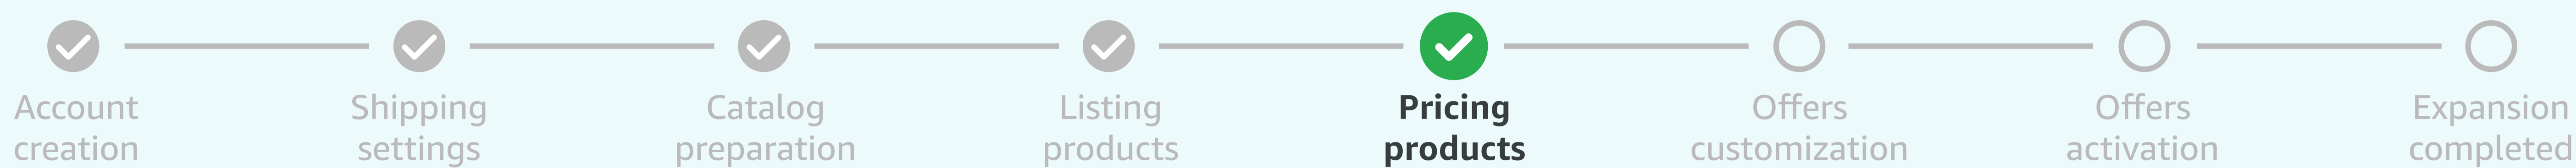 Account
creation
Shipping
settings
Catalog
preparation
Listing
products
Pricing
products
Offers
customization
Offers
activation
Expansion
completed